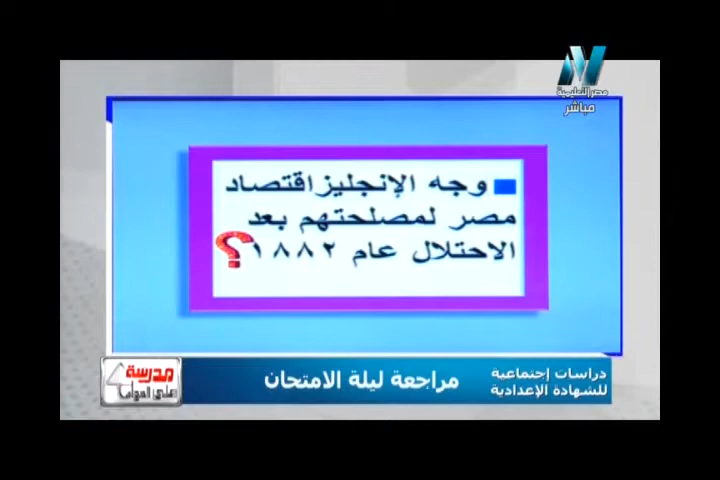 مصر التعليمية
مباشر
وجه الإنجليز اقتصاد
مصر لمصلحتهم بعد
الاحتلال عام ١٨٨٢ ؟
دراسات إجتماعية
للشهادة الإعدادية
مراجعة ليلة الامتحان
مدرسة
على الهواء